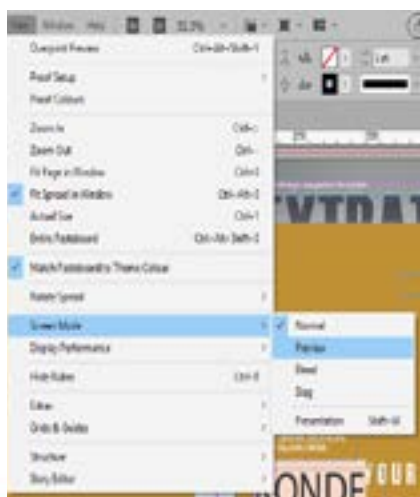 View Window Help
Overprint Preview Ctrl+Alt+Shift+Y
Proof Setup
Proof Colours
Zoom In Ctrl+=
Zoom Out Ctrl+-
Fit Page in Window Ctrl+0
Fit Spread in Window Ctrl+Alt+0
Actual Size Ctrl+1
Entire Pasteboard Ctrl+Alt+Shift+0
Match Pasteboard to Theme Colour
Rotate Spread
Screen Mode
Normal
Display Performance
Preview
Hide Rulers Ctrl+R
Bleed
Slug
Extras
Grids & Guides
Presentation Shift+W
Structure
Story Editor
YOUR